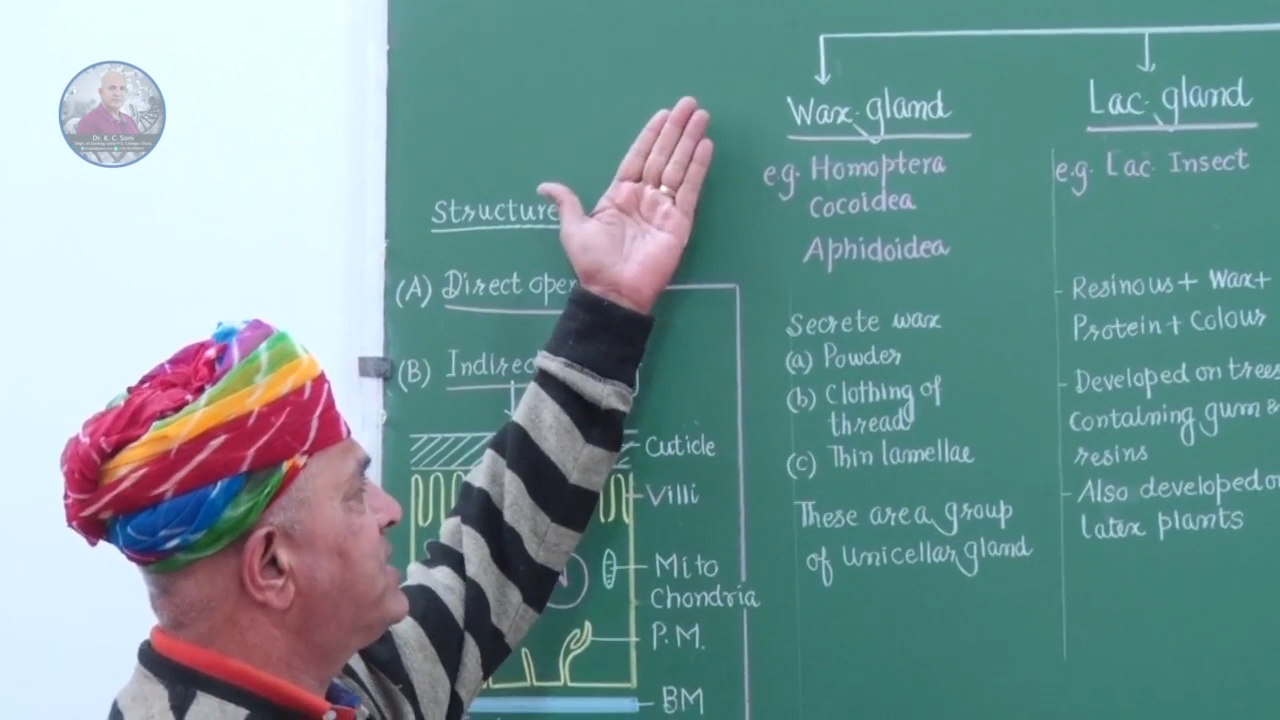 Dr. K. C. Soni
Structure
(A) Direct open
(B) Indirec
Cuticle
Villi
Mito
Chondria
P.M.
BM
Wax gland
e.g. Homoptera
Cocoidea
Aphidoidea
Secrete wax
(a) Powder
(b) Clothing of
thread
(c) Thin lamellae
These are a group
of Unicellar gland
Lac gland
e.g. Lac Insect
- Resinous + Wax +
Protein + Colour
- Developed on trees
containing gum &
resins
- Also developed on
latex plants